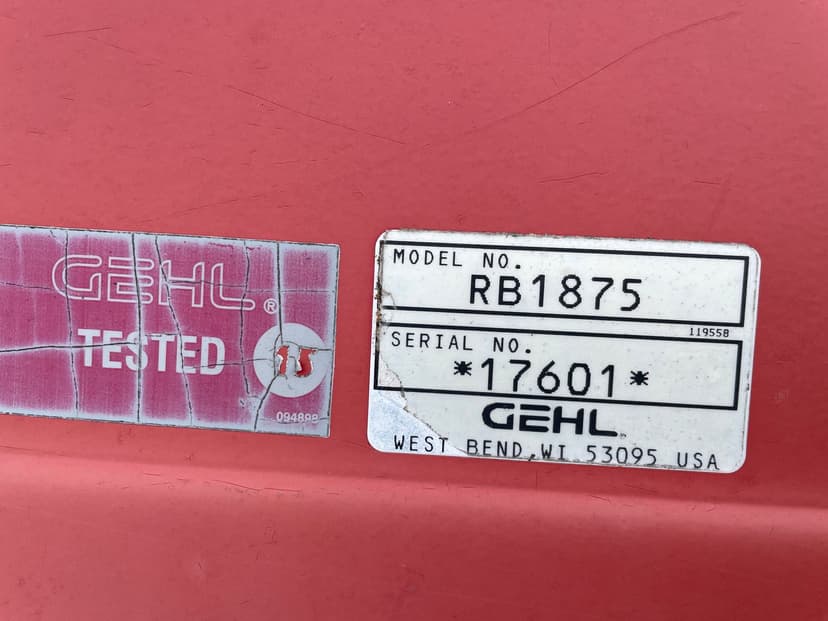 GEHL®
TESTED
094898
MODEL NO.
RB1875
119558
SERIAL NO.
*17601*
GEHL
WEST BEND, WI 53095 USA